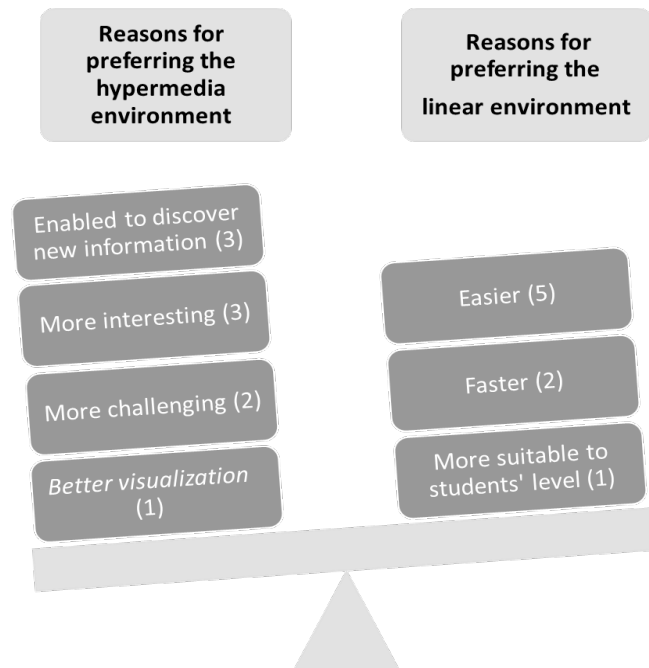 Reasons for
preferring the
hypermedia
environment
Reasons for
preferring the
linear environment
Enabled to discover
new information (3)
More interesting (3)
More challenging (2)
Better visualization
(1)
Easier (5)
Faster (2)
More suitable to
students' level (1)